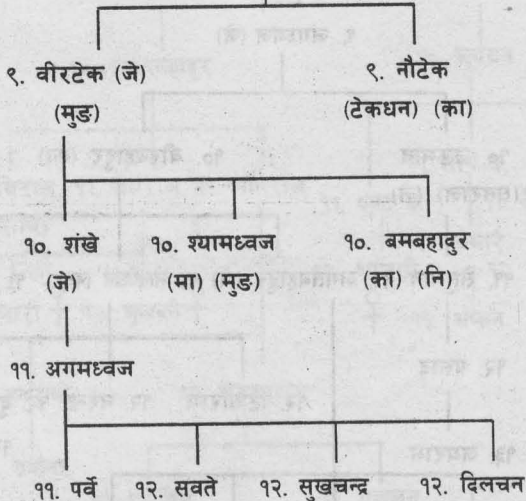 ९. वीरटेक (जे) ९. नौटेक
(मुङ) (टेकधन) (का)
१०. शंखे १०. श्यामध्वज १०. बमबहादुर
(जे) (मा) (मुङ) (का) (नि)
११. अगमध्वज
११. पर्वे १२. सवते १२. सुखचन्द्र १२. दिलचन